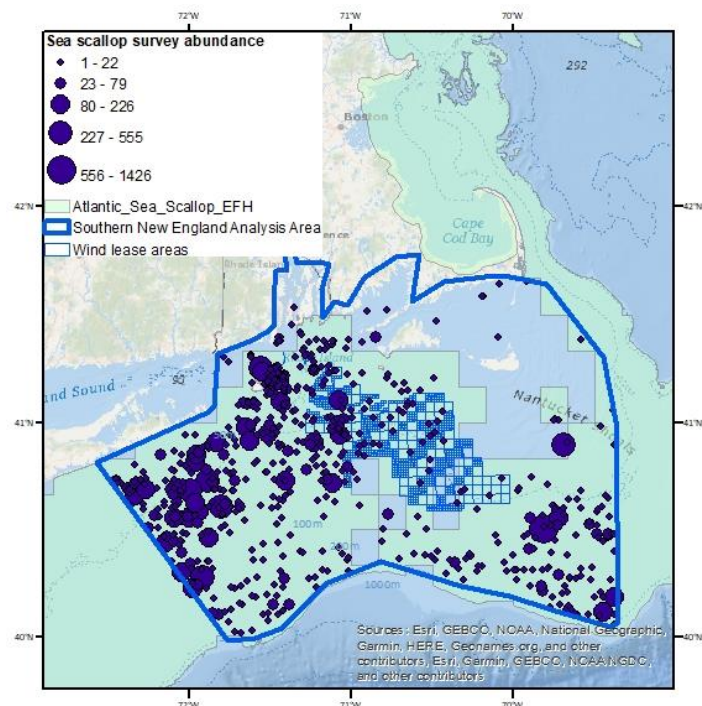 72°W 71°W 70°W
Sea scallop survey abundance
1 - 22
23 - 79
80 - 226
227 - 555
556 - 1426
Atlantic_Sea_Scallop_EFH
Southern New England Analysis Area
Wind lease areas
292
Boston
42°N 42°N
Cape
Cod Bay
Rhode Island
nd Sound
90
41°N 41°N
Nantucket Shoals
100m
1000m
40°N 40°N
Sources: Esri, GEBCO, NOAA, National Geographic,
Garmin, HERE, Geonames.org, and other
contributors, Esri, Garmin, GEBCO, NOAA NGDC,
and other contributors
72°W 71°W 70°W